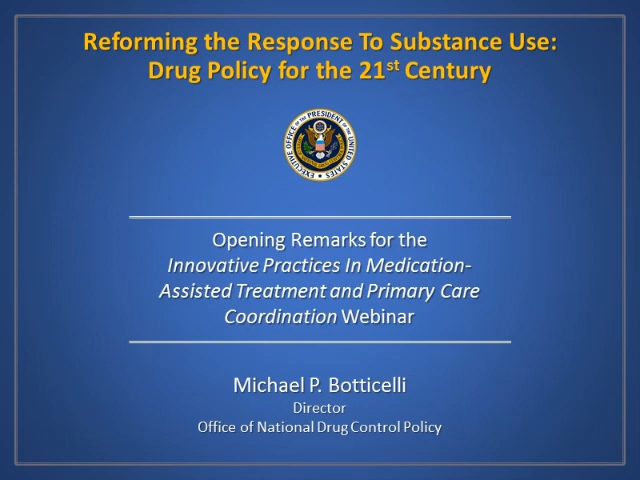 Reforming the Response To Substance Use:
Drug Policy for the 21st Century
EXECUTIVE OFFICE OF THE PRESIDENT OF THE UNITED STATES
Opening Remarks for the
Innovative Practices In Medication-
Assisted Treatment and Primary Care
Coordination Webinar
Michael P. Botticelli
Director
Office of National Drug Control Policy